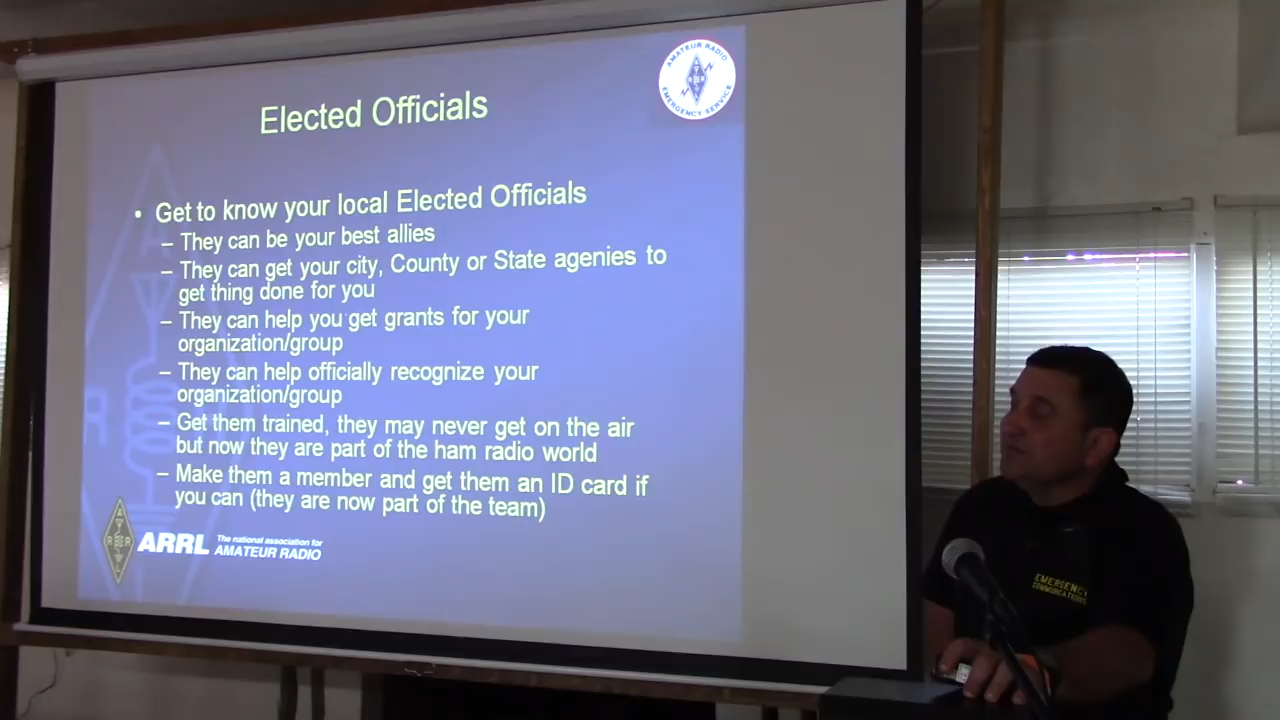 AMATEUR RADIO
EMERGENCY SERVICE
Elected Officials
• Get to know your local Elected Officials
– They can be your best allies
– They can get your city, County or State agenies to
get thing done for you
– They can help you get grants for your
organization/group
– They can help officially recognize your
organization/group
– Get them trained, they may never get on the air
but now they are part of the ham radio world
– Make them a member and get them an ID card if
you can (they are now part of the team)
ARRL The national association for
AMATEUR RADIO
EMERGENCY
COMMUNICATIONS